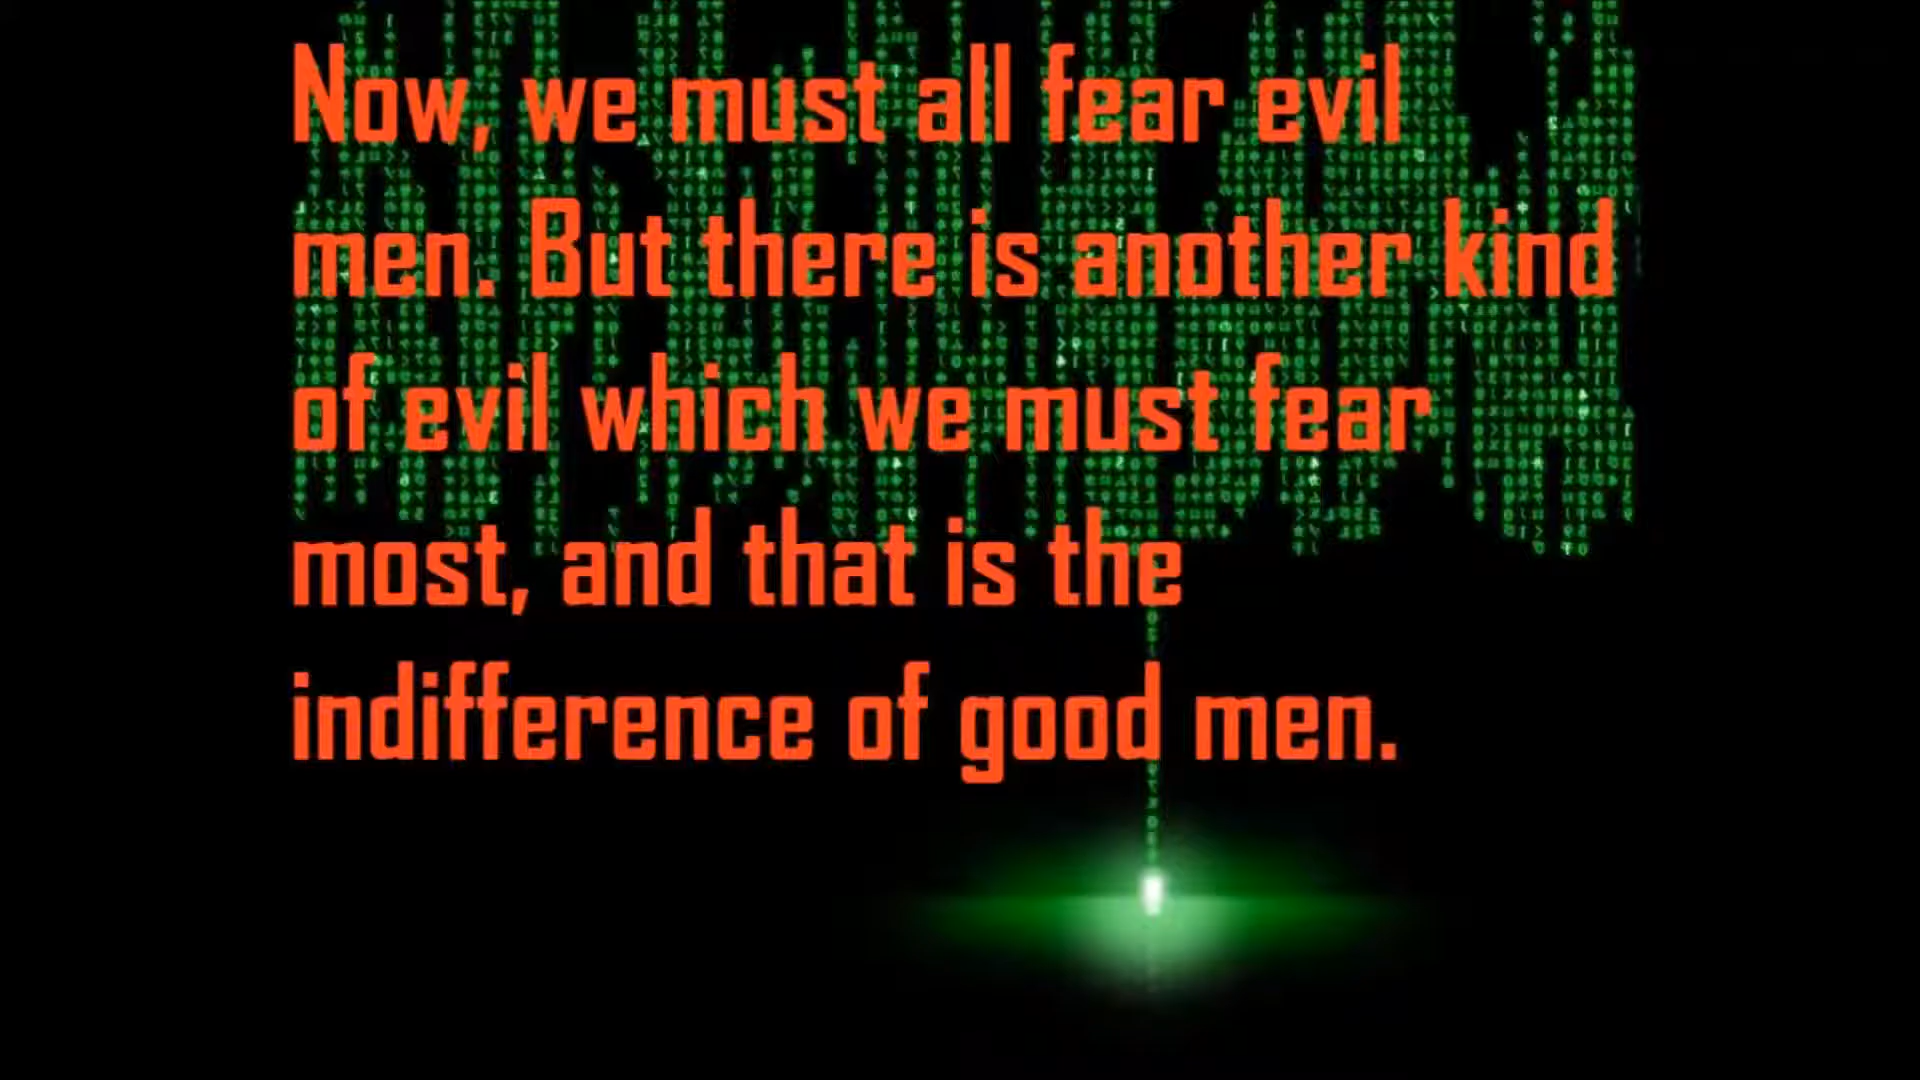 Now, we must all fear evil
men. But there is another kind
of evil which we must fear
most, and that is the
indifference of good men.